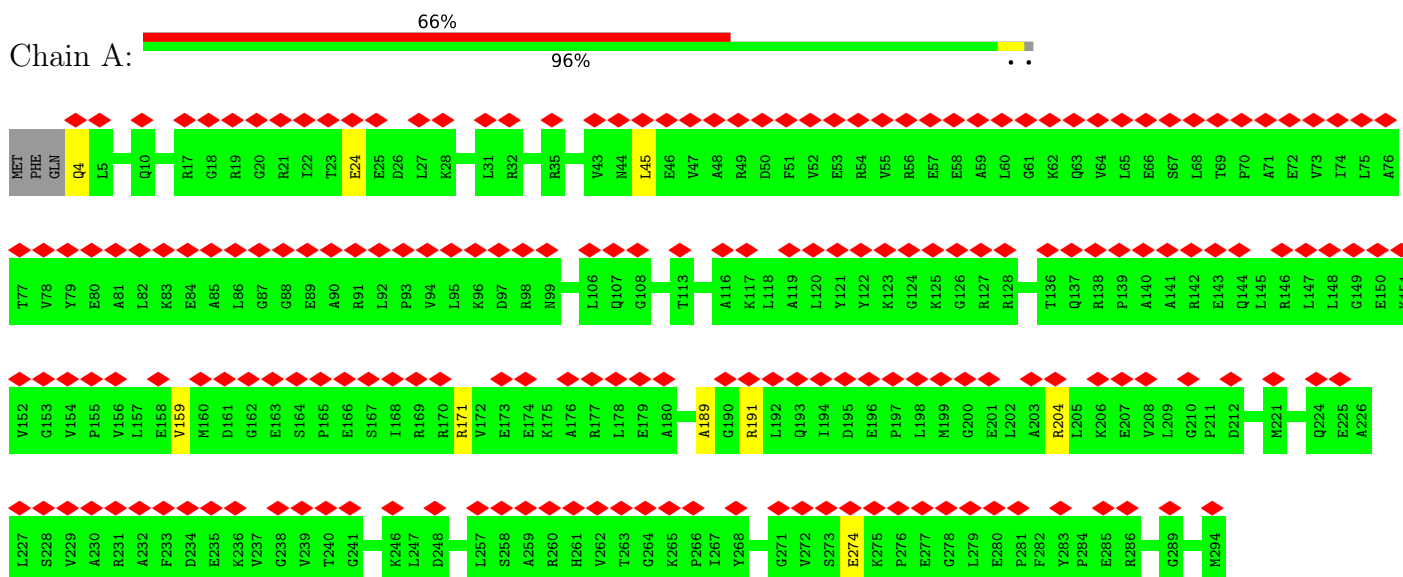 66%
Chain A:
96%
• •
MET PHE GLN Q4 L5 Q10 R17 G18 R19 G20 R21 I22 T23 E24 E25 D26 L27 K28 L31 R32 R35 V43 N44 L45 E46 V47 A48 R49 D50 F51 V52 E53 R54 V55 R56 E57 E58 A59 L60 G61 K62 Q63 V64 L65 E66 S67 L68 T69 P70 A71 E72 V73 I74 L75 A76
T77 V78 Y79 E80 A81 L82 K83 E84 A85 L86 G87 G88 E89 A90 R91 L92 P93 V94 L95 K96 D97 R98 N99 L106 Q107 G108 T113 A116 K117 L118 A119 L120 Y121 Y122 K123 G124 K125 G126 R127 R128 T136 Q137 R138 P139 A140 A141 R142 E143 Q144 L145 R146 L147 L148 G149 E150
V152 G153 V154 P155 V156 L157 E158 V159 M160 D161 G162 E163 S164 P165 E166 S167 I168 R169 R170 R171 V172 E173 E174 K175 A176 R177 L178 E179 A180 A189 G190 R191 L192 Q193 I194 D195 E196 P197 L198 M199 G200 E201 L202 A203 R204 L205 K206 E207 V208 L209 G210 P211 D212 M221 Q224 E225 A226
L227 S228 V229 A230 R231 A232 F233 D234 E235 K236 V237 G238 V239 T240 G241 K246 L247 D248 L257 S258 A259 R260 H261 V262 T263 G264 K265 P266 I267 Y268 G271 V272 S273 E274 K275 P276 E277 G278 L279 E280 P281 F282 Y283 P284 E285 R286 G289 M294